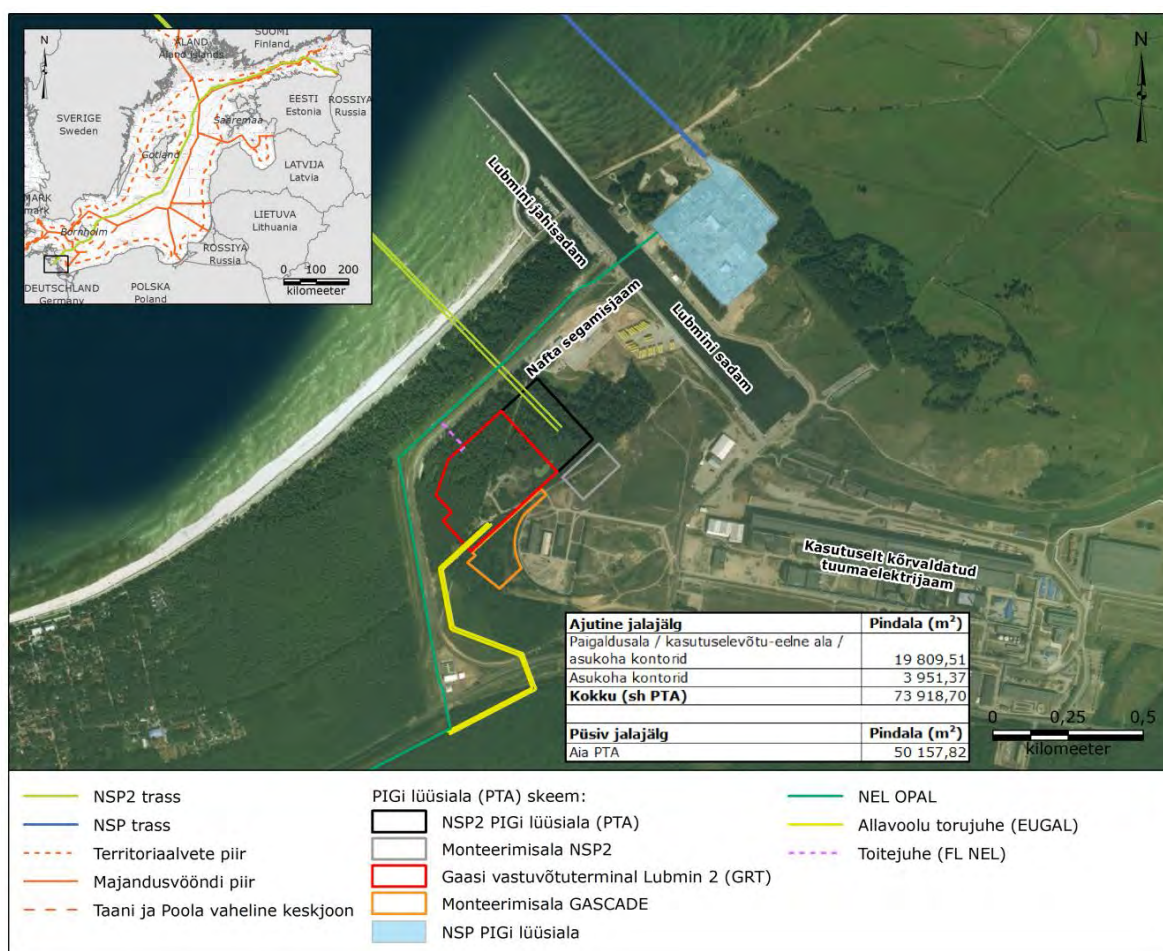 N
ÅLAND
Åland Islands
SUOMI
Finland
SVERIGE
Sweden
EESTI
Estonia
ROSSIYA
Russia
Saaremaa
Gotland
LATVIJA
Latvia
MARK
mark
Bornholm
LIETUVA
Lithuania
ROSSIYA
Russia
DEUTSCHLAND
Germany
POLSKA
Poland
0 100 200
kilomeeter
N
Lubmini jahisadam
Nafta segamisjaam
Lubmini sadam
Kasutuselt kõrvaldatud
tuumaelektrijaam
Ajutine jalajälg Pindala (m²)
Paigaldusala / kasutuselevõtu-eelne ala /
asukoha kontorid 19 809,51
Asukoha kontorid 3 951,37
Kokku (sh PTA) 73 918,70
Püsiv jalajälg Pindala (m²)
Aia PTA 50 157,82
0 0,25 0,5
kilomeeter
NSP2 trass
NSP trass
Territoriaalvete piir
Majandusvööndi piir
Taani ja Poola vaheline keskjoon
PIGi lüüsiala (PTA) skeem:
NSP2 PIGi lüüsiala (PTA)
Monteerimisala NSP2
Gaasi vastuvõtuterminal Lubmin 2 (GRT)
Monteerimisala GASCADE
NSP PIGi lüüsiala
NEL OPAL
Allavoolu torujuhe (EUGAL)
Toitejuhe (FL NEL)